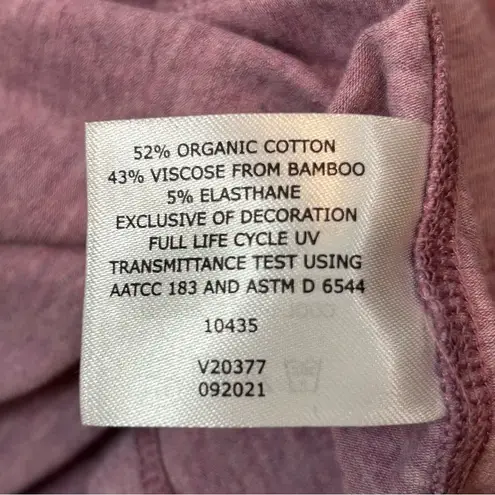 52% ORGANIC COTTON
43% VISCOSE FROM BAMBOO
5% ELASTHANE
EXCLUSIVE OF DECORATION
FULL LIFE CYCLE UV
TRANSMITTANCE TEST USING
AATCC 183 AND ASTM D 6544
10435
V20377
092021